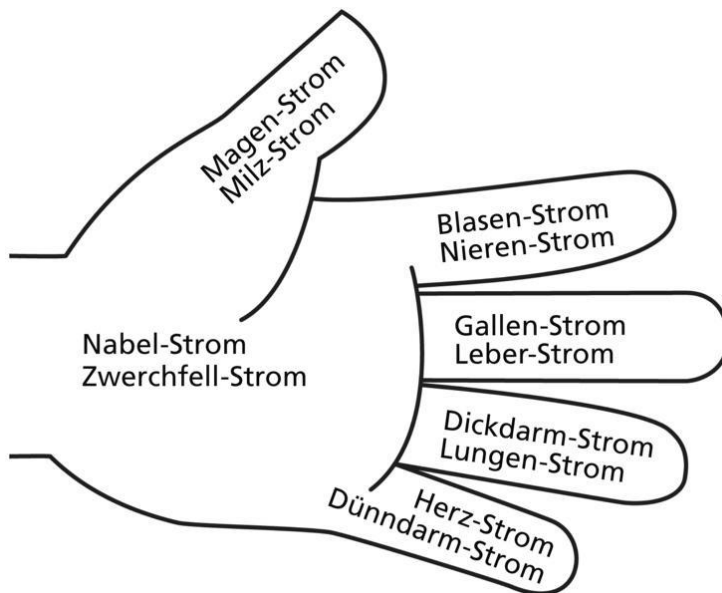 Magen-Strom
Milz-Strom
Blasen-Strom
Nieren-Strom
Gallen-Strom
Leber-Strom
Nabel-Strom
Zwerchfell-Strom
Dickdarm-Strom
Lungen-Strom
Herz-Strom
Dünndarm-Strom